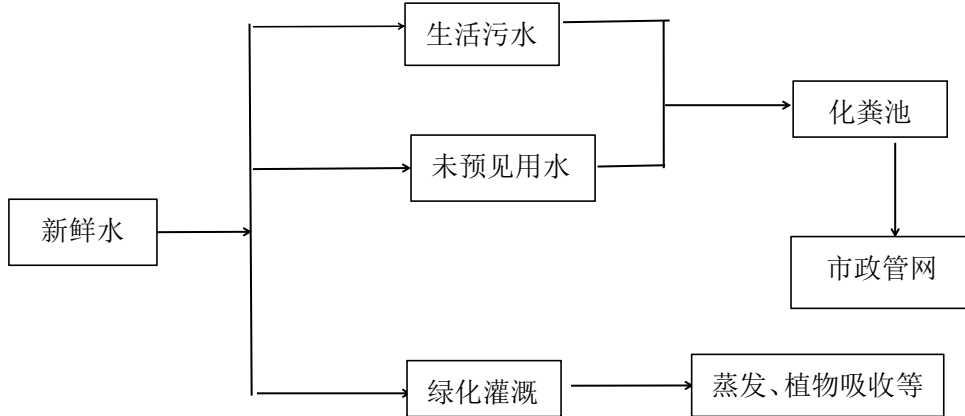 生活污水
化粪池
未预见用水
新鲜水
市政管网
绿化灌溉
蒸发、植物吸收等